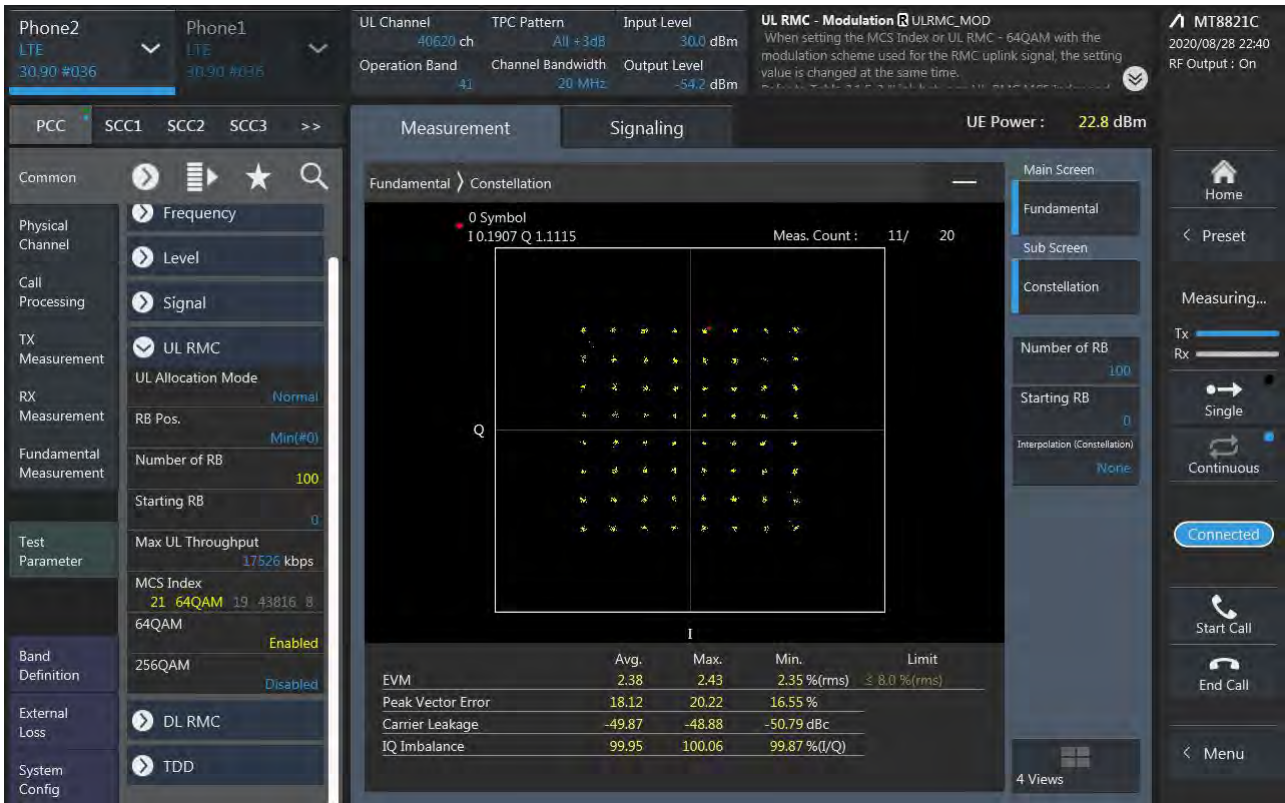 Phone2
LTE
30.90 #036
Phone1
LTE
30.90 #036
UL Channel
40620 ch
Operation Band
41
TPC Pattern
All +3dB
Channel Bandwidth
20 MHz
Input Level
30.0 dBm
Output Level
-54.2 dBm
UL RMC - Modulation R ULRMC_MOD
When setting the MCS Index or UL RMC - 64QAM with the
modulation scheme used for the RMC uplink signal, the setting
value is changed at the same time.
MT8821C
2020/08/28 22:40
RF Output : On
PCC SCC1 SCC2 SCC3 >>
Measurement
Signaling
UE Power : 22.8 dBm
Common
Physical
Channel
Call
Processing
TX
Measurement
RX
Measurement
Fundamental
Measurement
Test
Parameter
Band
Definition
External
Loss
System
Config
Frequency
Level
Signal
UL RMC
UL Allocation Mode
Normal
RB Pos.
Min(#0)
Number of RB
100
Starting RB
0
Max UL Throughput
17526 kbps
MCS Index
21 64QAM 19 43816 8
64QAM
Enabled
256QAM
Disabled
DL RMC
TDD
Fundamental > Constellation
0 Symbol
I 0.1907 Q 1.1115
Meas. Count : 11/ 20
Q
I
Avg. Max. Min. Limit
EVM 2.38 2.43 2.35 %(rms) ≤ 8.0 %(rms)
Peak Vector Error 18.12 20.22 16.55 %
Carrier Leakage -49.87 -48.88 -50.79 dBc
IQ Imbalance 99.95 100.06 99.87 %(I/Q)
Main Screen
Fundamental
Sub Screen
Constellation
Number of RB
100
Starting RB
0
Interpolation (Constellation)
None
4 Views
Home
< Preset
Measuring...
Tx
Rx
Single
Continuous
Connected
Start Call
End Call
< Menu